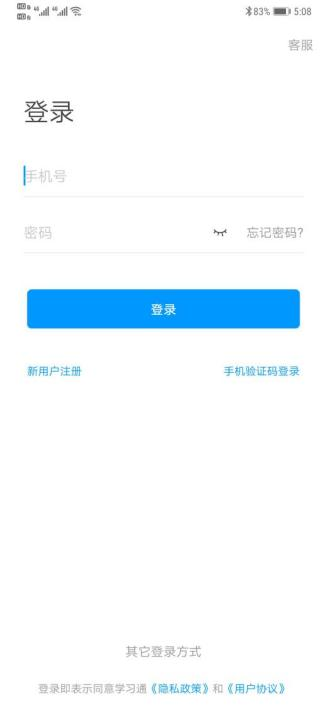 83% 5:08
客服
登录
手机号
密码 忘记密码?
登录
新用户注册 手机验证码登录
其它登录方式
登录即表示同意学习通《隐私政策》和《用户协议》